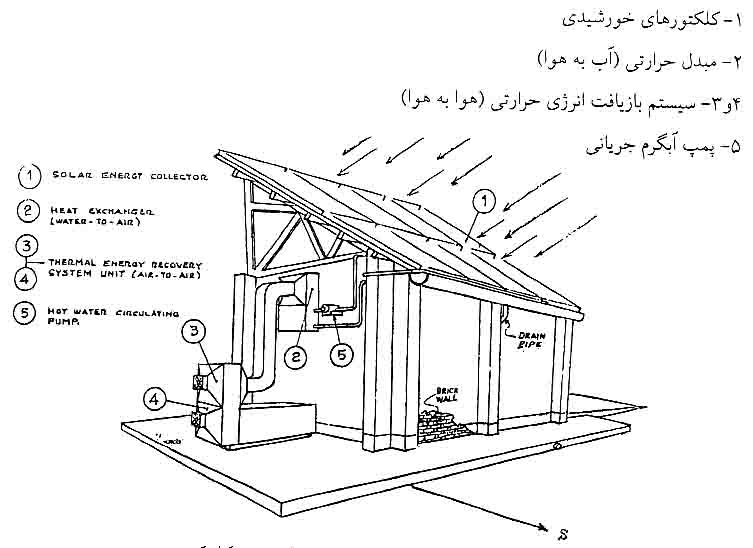 ۱- کلکتورهای خورشیدی
۲- مبدل حرارتی (آب به هوا)
۳و۴- سیستم بازیافت انرژی حرارتی (هوا به هوا)
۵- پمپ آبگرم جریانی
1 SOLAR ENERGY COLLECTOR
2 HEAT EXCHANGER
(WATER-TO-AIR)
3
THERMAL ENERGY RECOVERY
4 SYSTEM UNIT (AIR-TO-AIR)
5 HOT WATER CIRCULATING
PUMP.
1
2
5
3
4
DRAIN
PIPE
BRICK
WALL
S